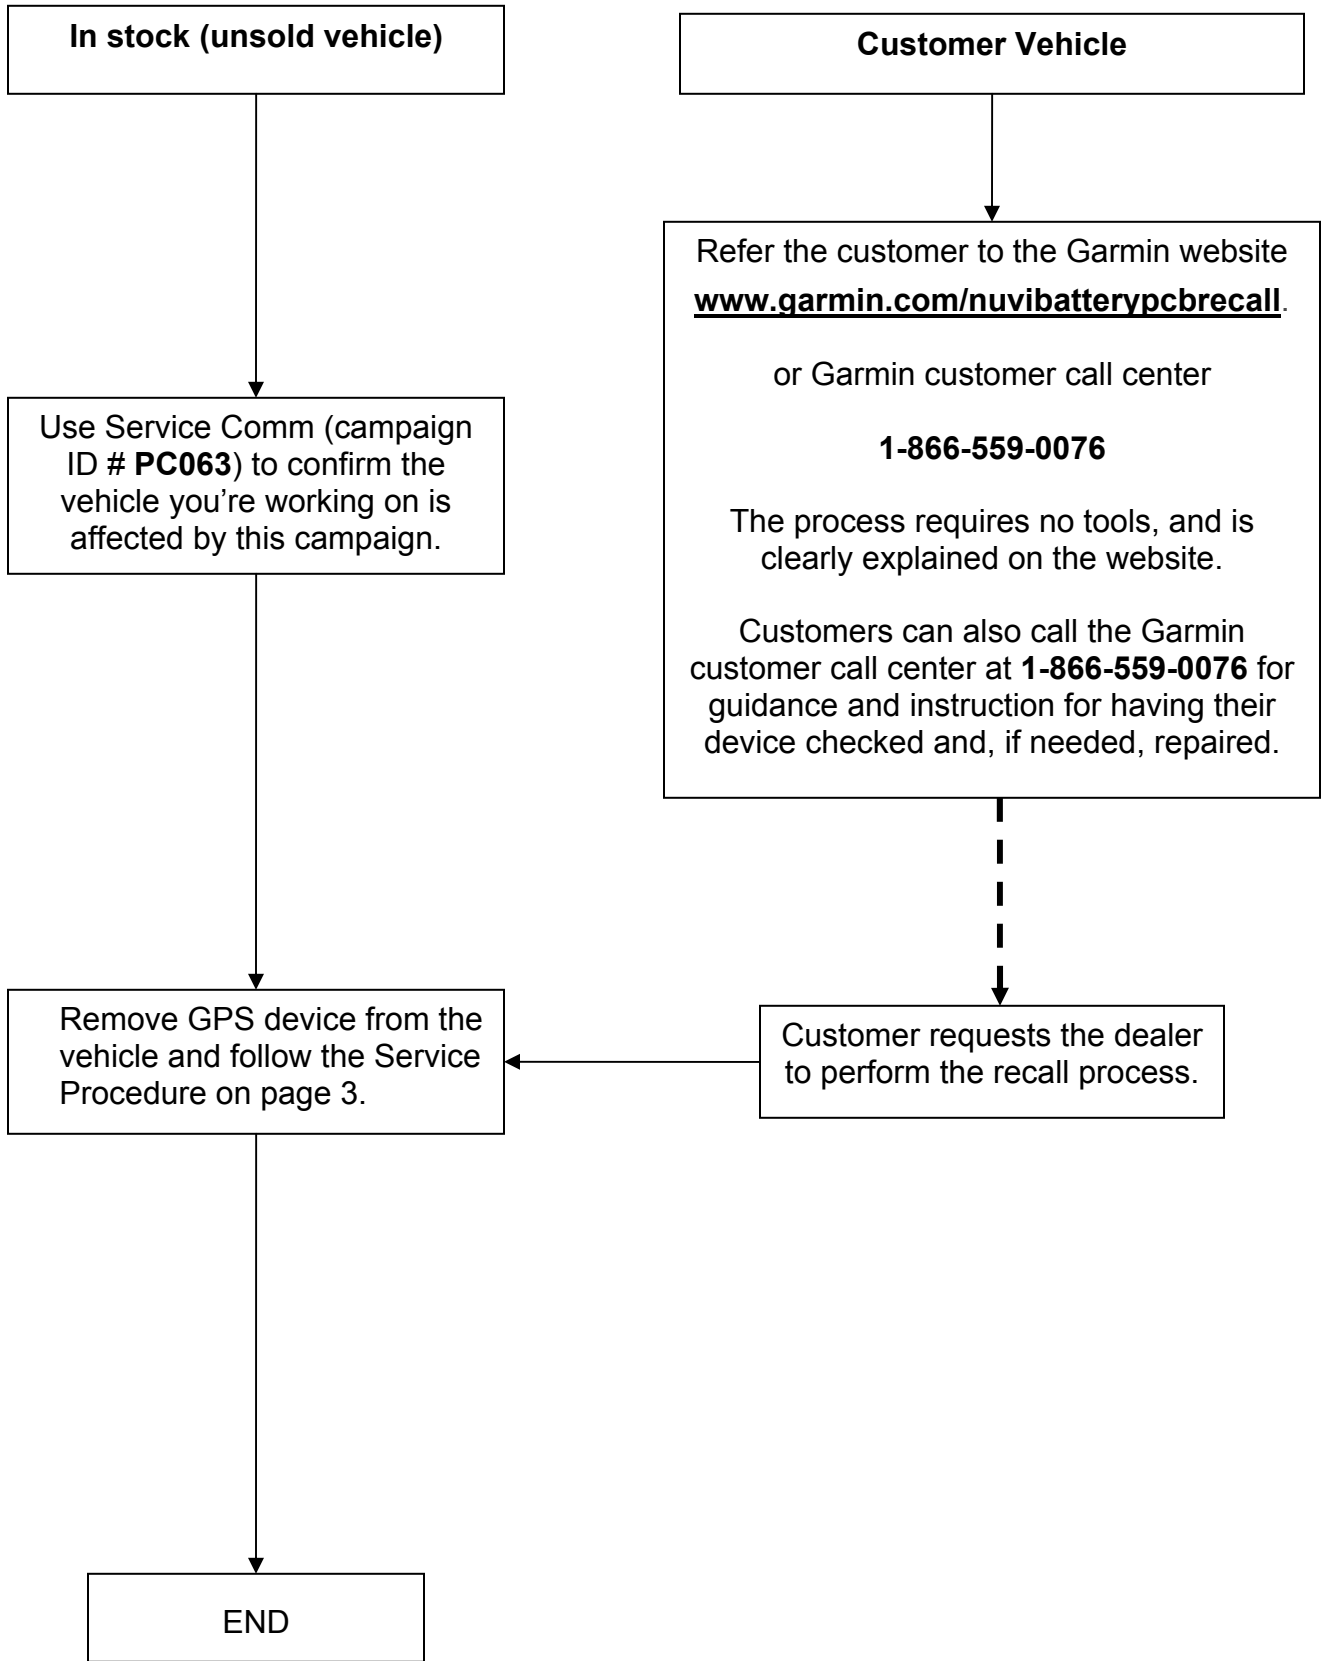 In stock (unsold vehicle)
Customer Vehicle
Refer the customer to the Garmin website
www.garmin.com/nuvibatterypcbrecall.
or Garmin customer call center
1-866-559-0076
The process requires no tools, and is
clearly explained on the website.
Customers can also call the Garmin
customer call center at 1-866-559-0076 for
guidance and instruction for having their
device checked and, if needed, repaired.
Use Service Comm (campaign
ID # PC063) to confirm the
vehicle you’re working on is
affected by this campaign.
Remove GPS device from the
vehicle and follow the Service
Procedure on page 3.
Customer requests the dealer
to perform the recall process.
END